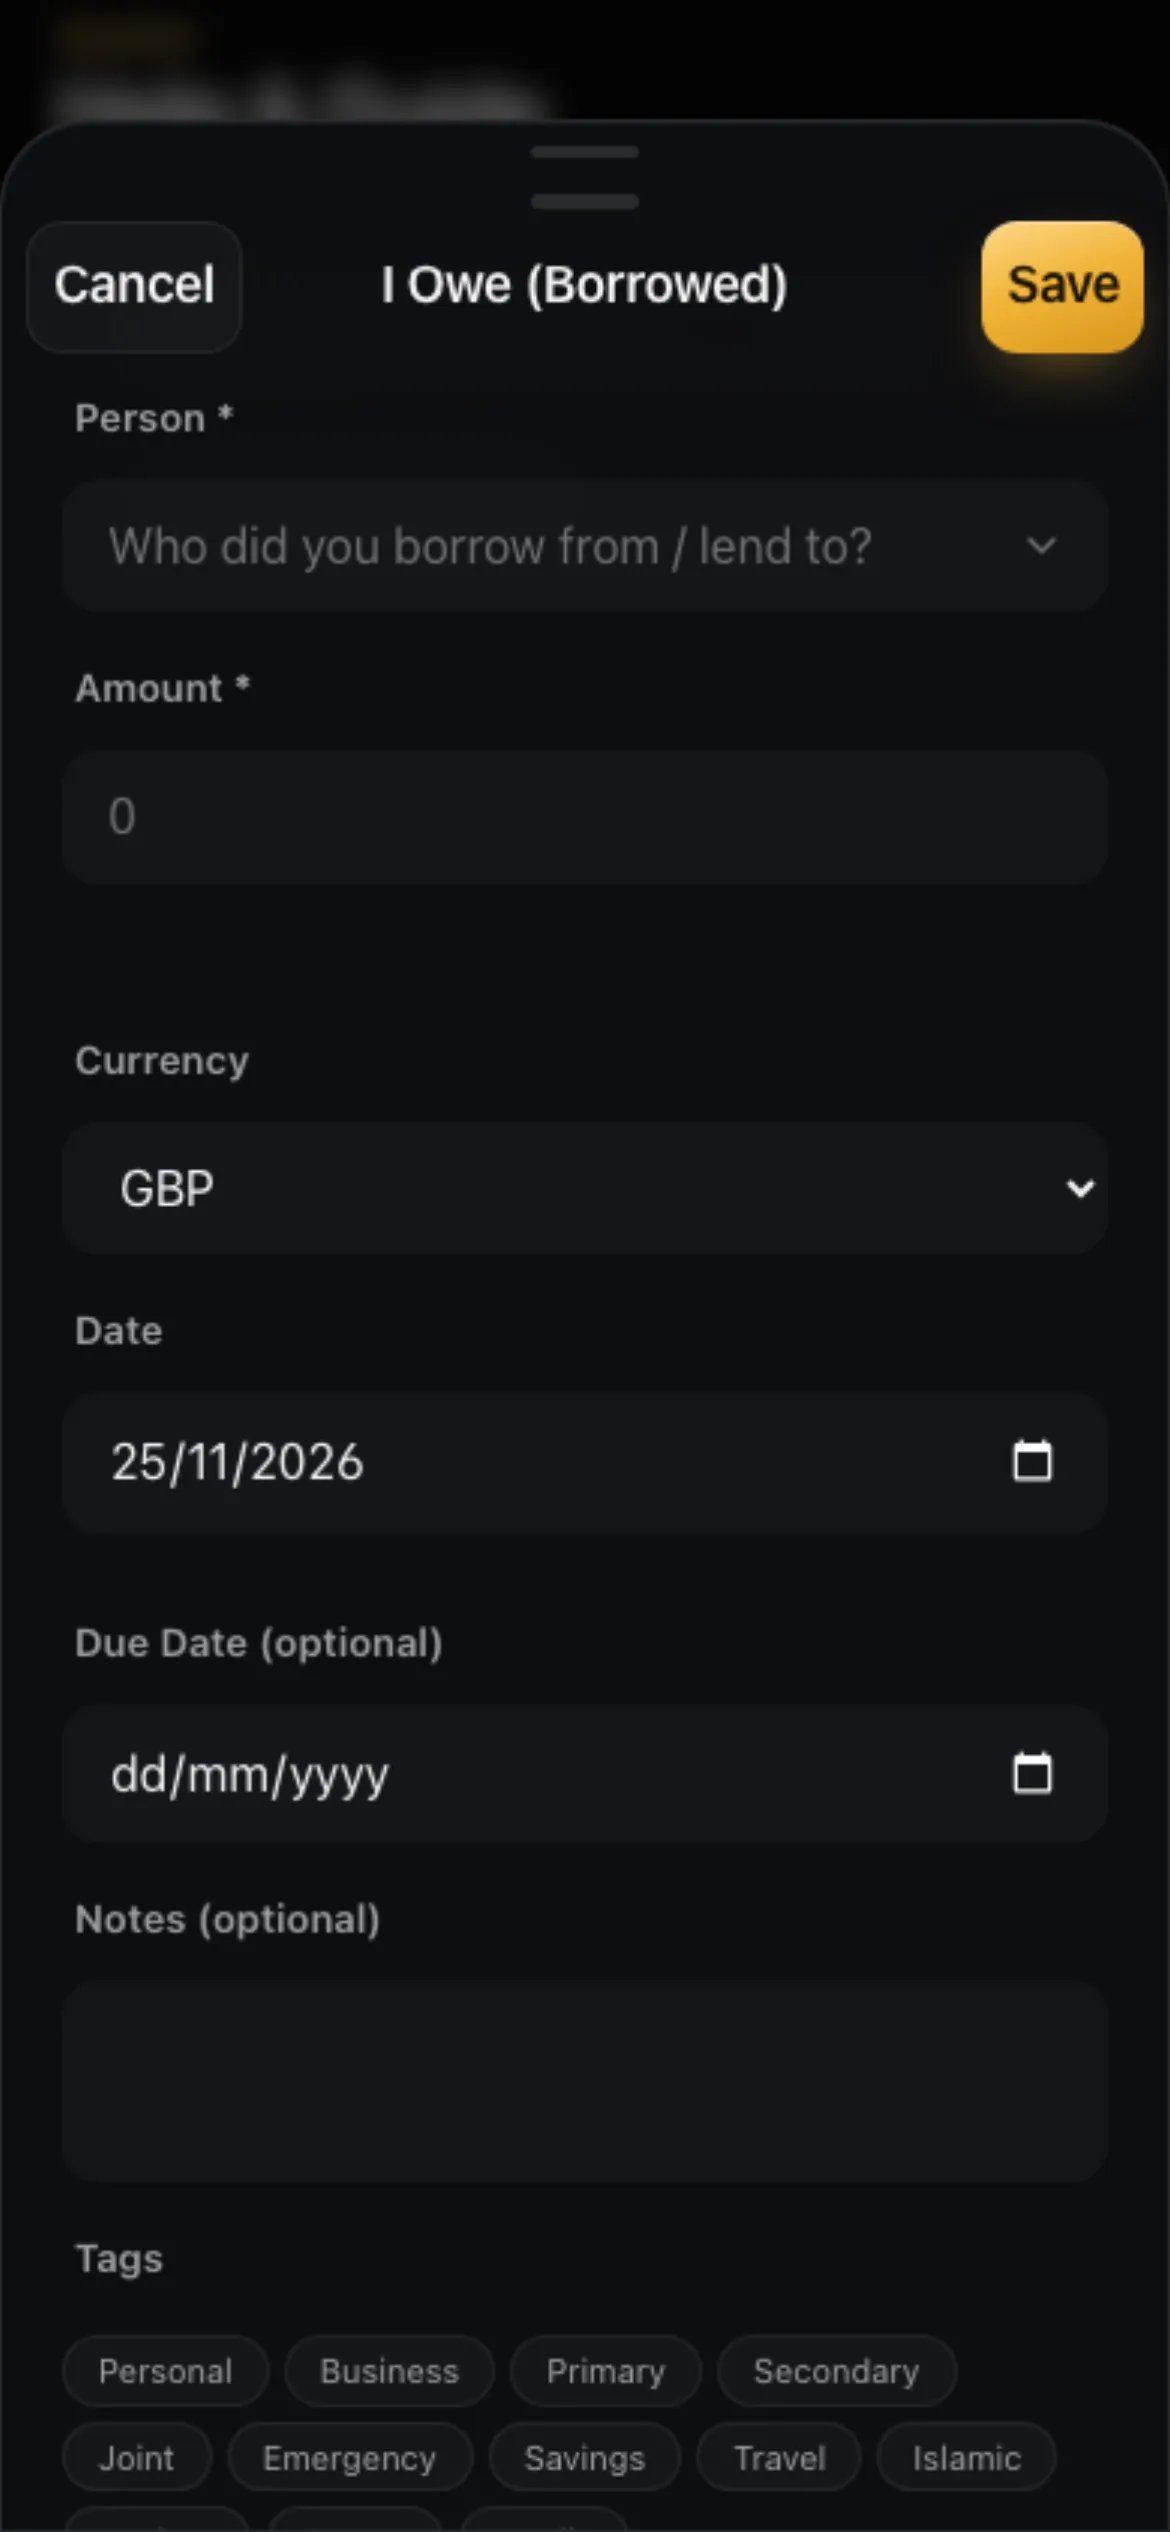 Cancel
I Owe (Borrowed)
Save
Person *
Who did you borrow from / lend to?
Amount *
0
Currency
GBP
Date
25/11/2026
Due Date (optional)
dd/mm/yyyy
Notes (optional)
Tags
Personal Business Primary Secondary
Joint Emergency Savings Travel Islamic